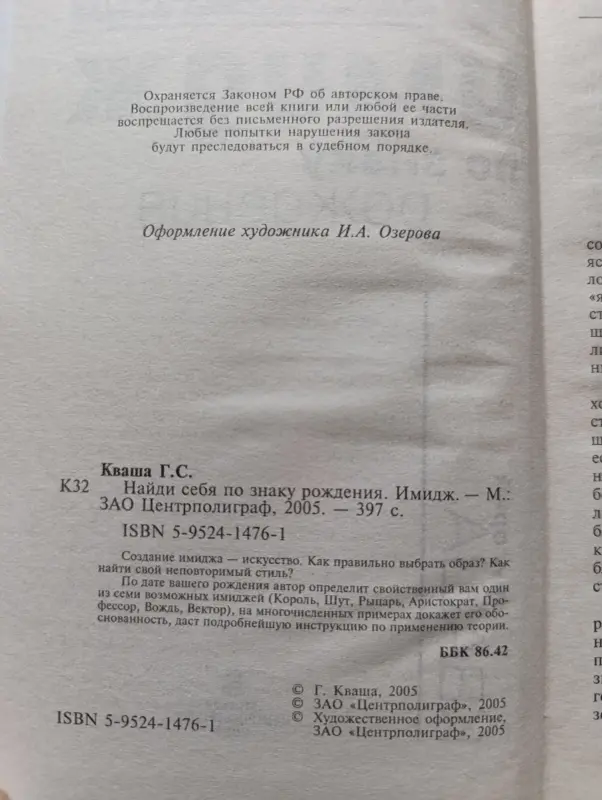 Охраняется Законом РФ об авторском праве.
Воспроизведение всей книги или любой ее части
воспрещается без письменного разрешения издателя.
Любые попытки нарушения закона
будут преследоваться в судебном порядке.
Оформление художника И.А. Озерова
Кваша Г.С.
К32 Найди себя по знаку рождения. Имидж. — М.:
ЗАО Центрполиграф, 2005. — 397 с.
ISBN 5-9524-1476-1
Создание имиджа — искусство. Как правильно выбрать образ? Как
найти свой неповторимый стиль?
По дате вашего рождения автор определит свойственный вам один
из семи возможных имиджей (Король, Шут, Рыцарь, Аристократ, Про-
фессор, Вождь, Вектор), на многочисленных примерах докажет его обо-
снованность, даст подробнейшую инструкцию по применению теории.
ББК 86.42
© Г. Кваша, 2005
© ЗАО «Центрполиграф», 2005
© Художественное оформление,
ЗАО «Центрполиграф», 2005
ISBN 5-9524-1476-1